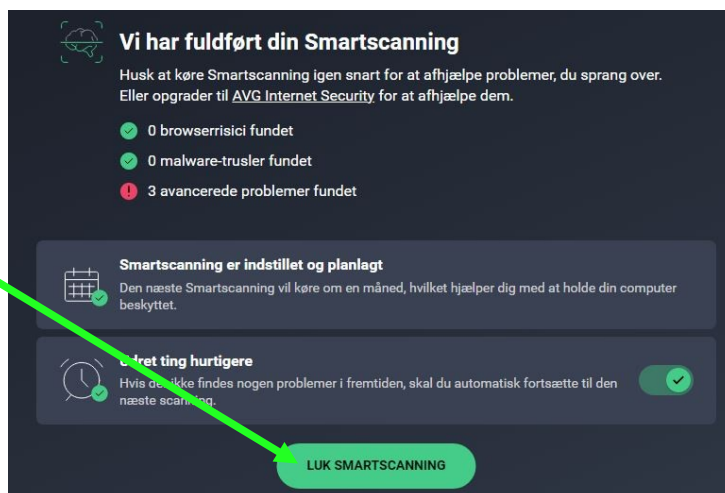 Vi har fuldført din Smartscanning
Husk at køre Smartscanning igen snart for at afhjælpe problemer, du sprang over.
Eller opgrader til AVG Internet Security for at afhjælpe dem.
0 browserrisici fundet
0 malware-trusler fundet
3 avancerede problemer fundet
Smartscanning er indstillet og planlagt
Den næste Smartscanning vil køre om en måned, hvilket hjælper dig med at holde din computer
beskyttet.
Udret ting hurtigere
Hvis der ikke findes nogen problemer i fremtiden, skal du automatisk fortsætte til den
næste scanning.
LUK SMARTSCANNING